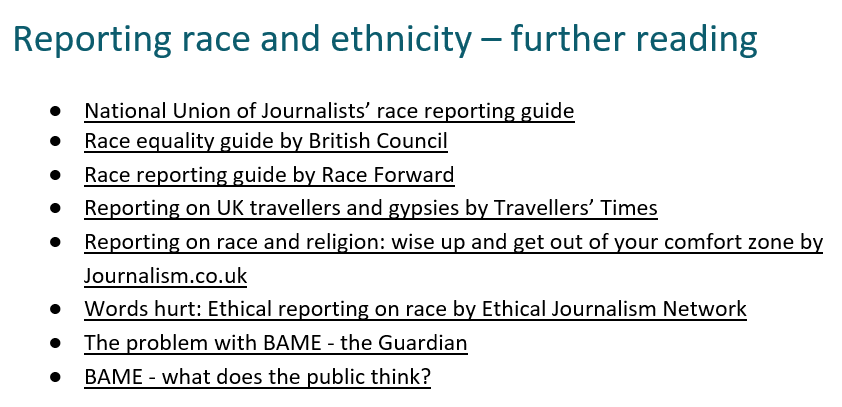 Reporting race and ethnicity – further reading
● National Union of Journalists’ race reporting guide
● Race equality guide by British Council
● Race reporting guide by Race Forward
● Reporting on UK travellers and gypsies by Travellers’ Times
● Reporting on race and religion: wise up and get out of your comfort zone by
Journalism.co.uk
● Words hurt: Ethical reporting on race by Ethical Journalism Network
● The problem with BAME - the Guardian
● BAME - what does the public think?